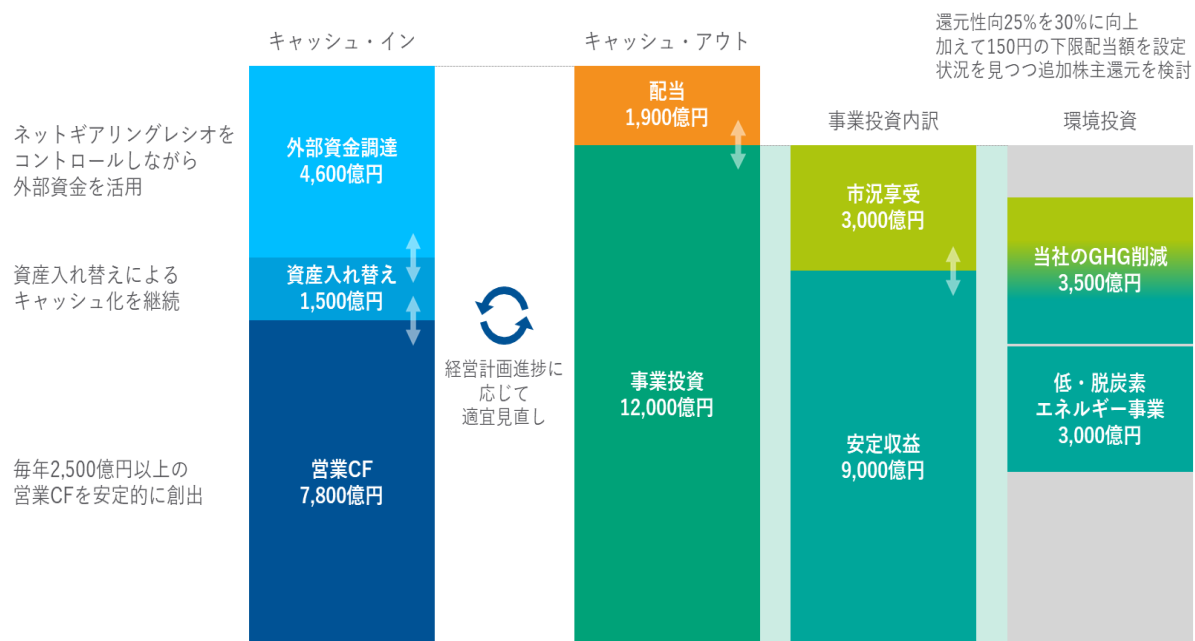 還元性向25%を30%に向上
加えて150円の下限配当額を設定
状況を見つつ追加株主還元を検討
キャッシュ・イン
キャッシュ・アウト
事業投資内訳
環境投資
ネットギアリングレシオを
コントロールしながら
外部資金を活用
外部資金調達
4,600億円
配当
1,900億円
市況享受
3,000億円
資産入れ替えによる
キャッシュ化を継続
資産入れ替え
1,500億円
当社のGHG削減
3,500億円
経営計画進捗に
応じて
適宜見直し
事業投資
12,000億円
低・脱炭素
エネルギー事業
3,000億円
毎年2,500億円以上の
営業CFを安定的に創出
営業CF
7,800億円
安定収益
9,000億円